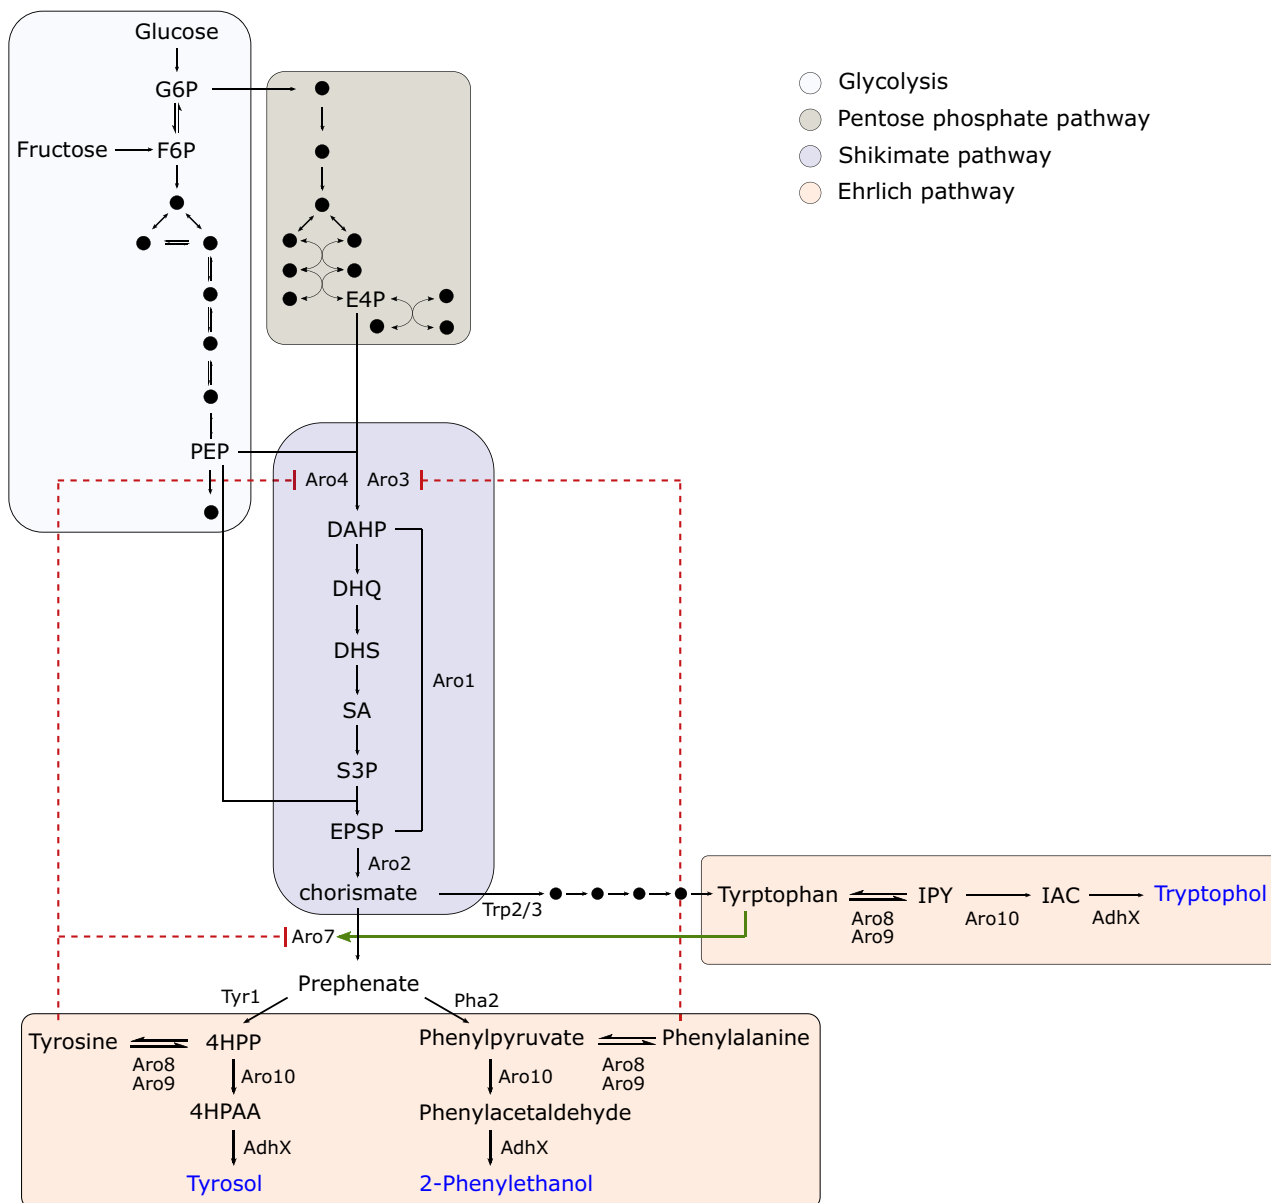 Glucose
G6P
Fructose
F6P
PEP
E4P
Glycolysis
Pentose phosphate pathway
Shikimate pathway
Ehrlich pathway
Aro4
Aro3
DAHP
DHQ
DHS
SA
S3P
EPSP
Aro1
Aro2
chorismate
Trp2/3
Tyrptophan
Aro8
Aro9
IPY
Aro10
IAC
AdhX
Tryptophol
Aro7
Prephenate
Tyr1
Pha2
Tyrosine
Aro8
Aro9
4HPP
Aro10
4HPAA
AdhX
Tyrosol
Phenylpyruvate
Aro8
Aro9
Phenylalanine
Aro10
Phenylacetaldehyde
AdhX
2-Phenylethanol